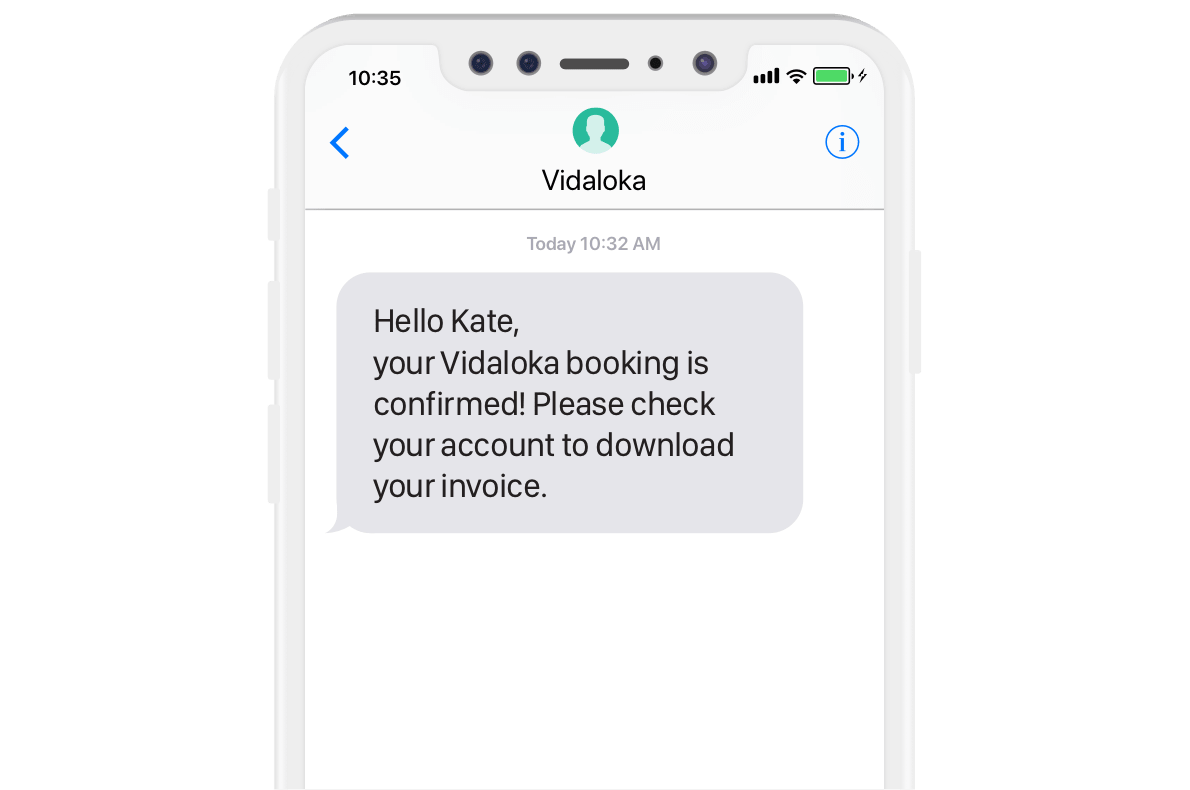 10:35
Vidaloka
Today 10:32 AM
Hello Kate,
your Vidaloka booking is
confirmed! Please check
your account to download
your invoice.